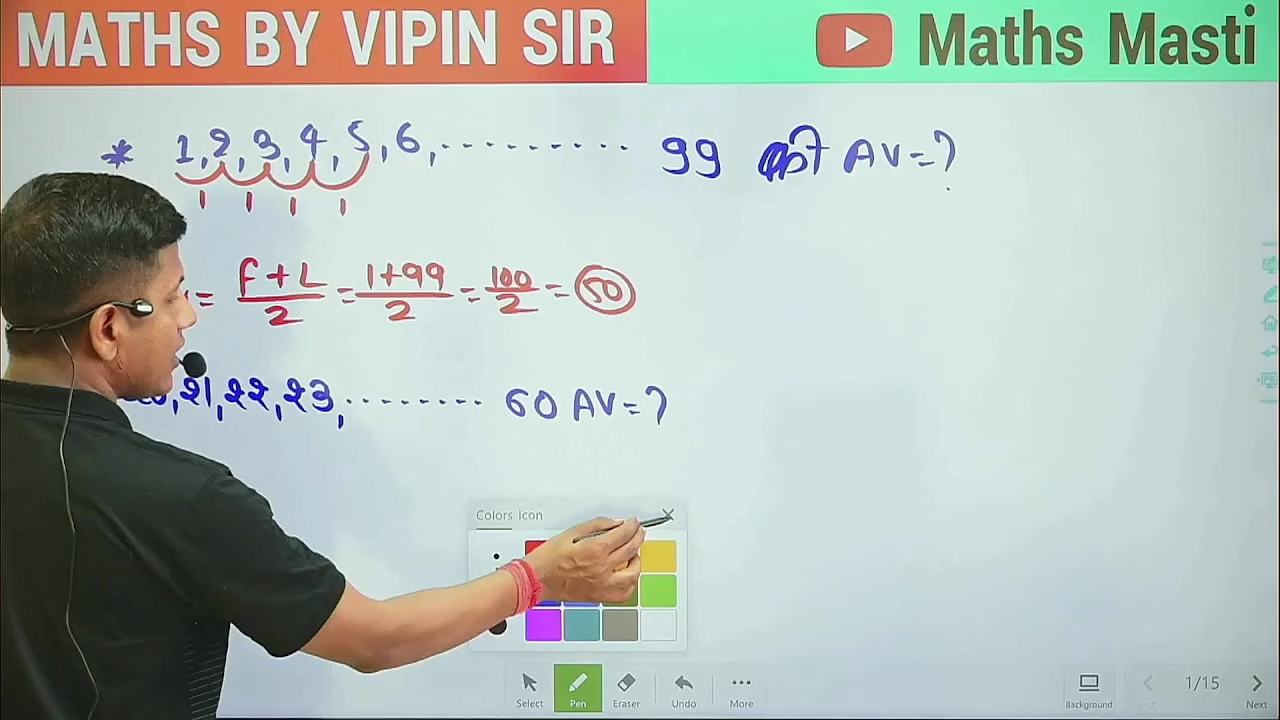 MATHS BY VIPIN SIR
Maths Masti
* 1,2,3,4,5,6,.......... 99 का AV=?
1 1 1 1
= F+L/2 = 1+99/2 = 100/2 = 50
,21,22,23,........ 60 AV=?
Colors Icon
Select Pen Eraser Undo More
Background 1/15 Next